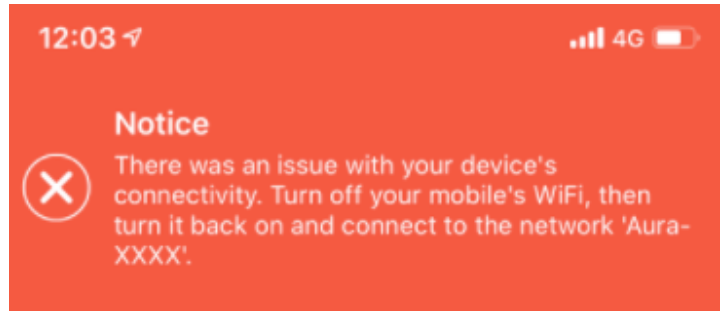 12:03
4G
Notice
There was an issue with your device's
connectivity. Turn off your mobile's WiFi, then
turn it back on and connect to the network 'Aura-
XXXX'.